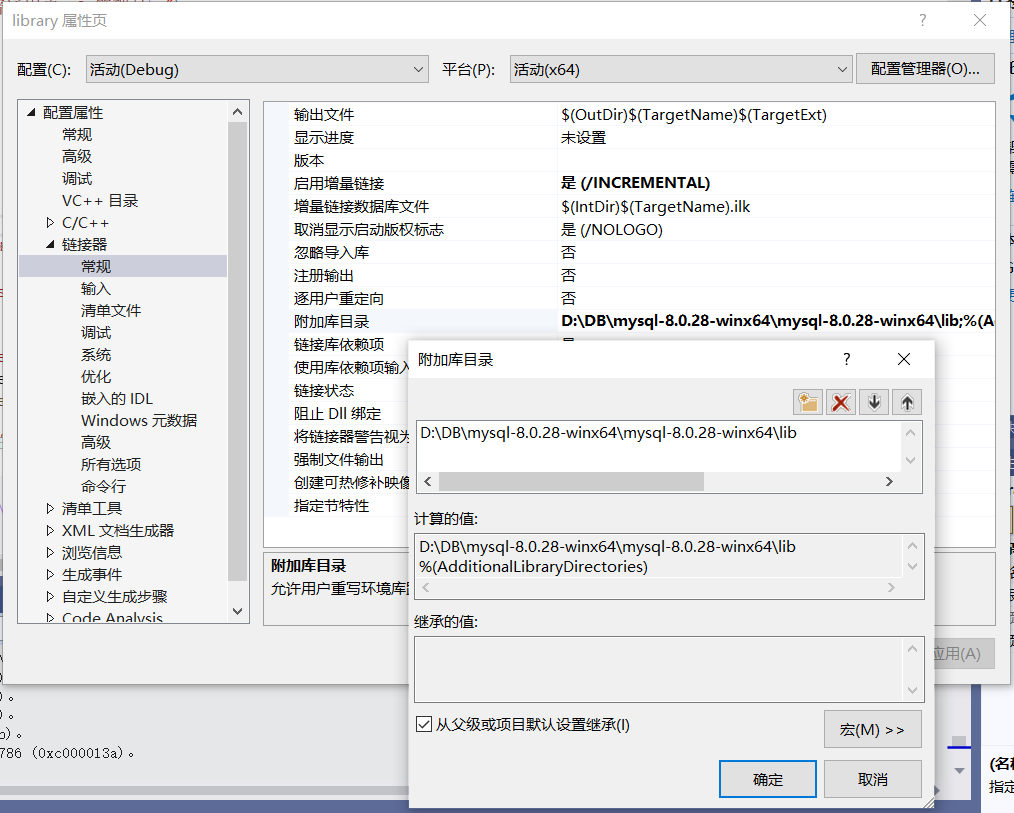 library 属性页
?
配置(C):
活动(Debug)
平台(P):
活动(x64)
配置管理器(O)...
配置属性
常规
高级
调试
VC++ 目录
C/C++
链接器
常规
输入
清单文件
调试
系统
优化
嵌入的 IDL
Windows 元数据
高级
所有选项
命令行
清单工具
XML 文档生成器
浏览信息
生成事件
自定义生成步骤
Code Analysis
输出文件 $(OutDir)$(TargetName)$(TargetExt)
显示进度 未设置
版本
启用增量链接 是 (/INCREMENTAL)
增量链接数据库文件 $(IntDir)$(TargetName).ilk
取消显示启动版权标志 是 (/NOLOGO)
忽略导入库 否
注册输出 否
逐用户重定向 否
附加库目录 D:\DB\mysql-8.0.28-winx64\mysql-8.0.28-winx64\lib;%(A
链接库依赖项
使用库依赖项输入
链接状态
阻止 Dll 绑定
将链接器警告视为
强制文件输出
创建可热修补映像
指定节特性
附加库目录
允许用户重写环境库
应用(A)
附加库目录
?
D:\DB\mysql-8.0.28-winx64\mysql-8.0.28-winx64\lib
计算的值:
D:\DB\mysql-8.0.28-winx64\mysql-8.0.28-winx64\lib
%(AdditionalLibraryDirectories)
继承的值:
从父级或项目默认设置继承(I)
宏(M) >>
确定
取消
786 (0xc000013a)。
(名称
指定